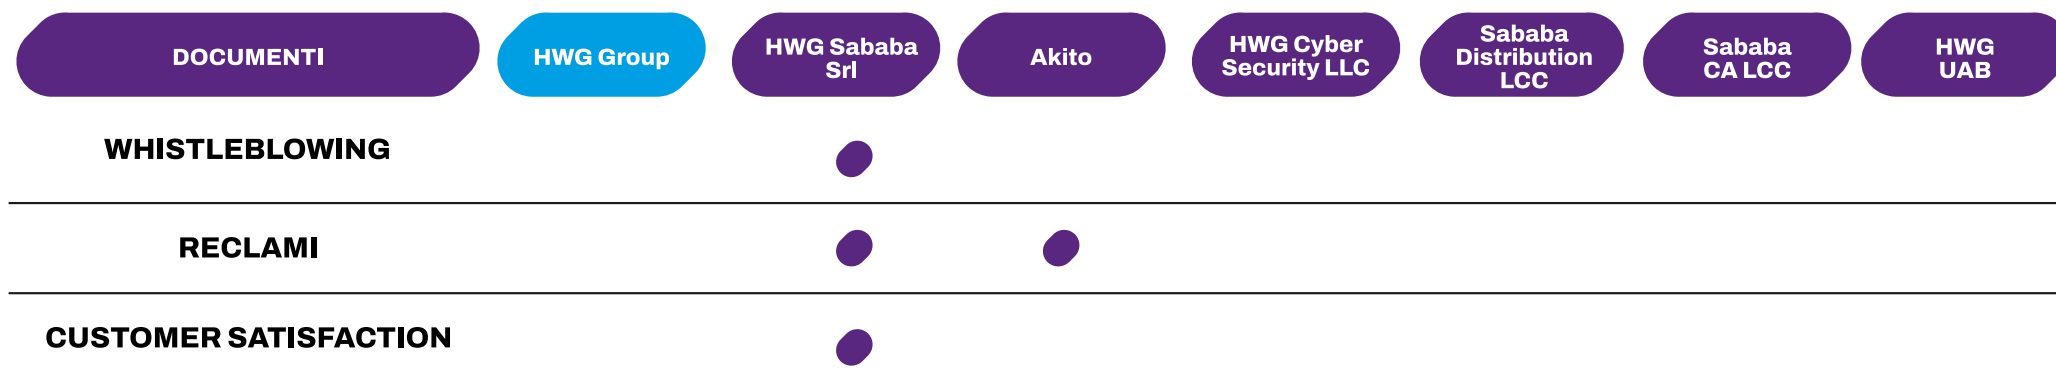 DOCUMENTI
HWG Group
HWG Sababa
Srl
Akito
HWG Cyber
Security LLC
Sababa
Distribution
LCC
Sababa
CA LCC
HWG
UAB
WHISTLEBLOWING
RECLAMI
CUSTOMER SATISFACTION